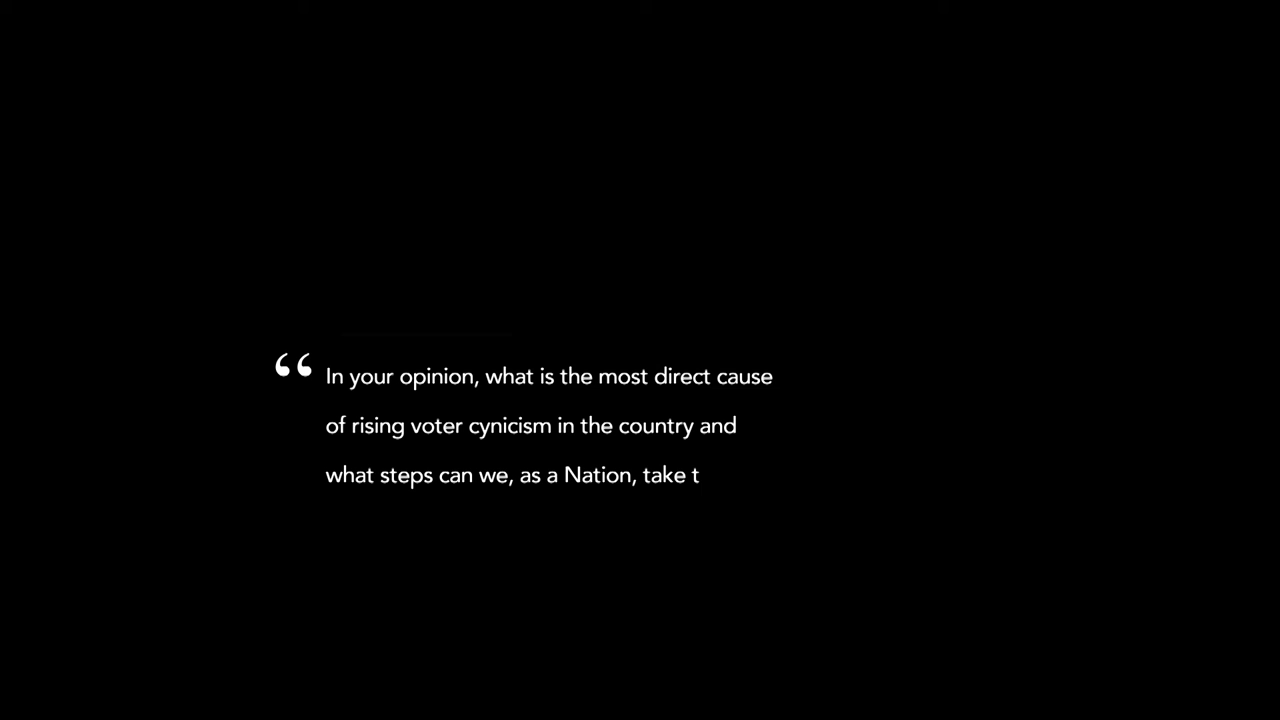 “ In your opinion, what is the most direct cause
of rising voter cynicism in the country and
what steps can we, as a Nation, take t